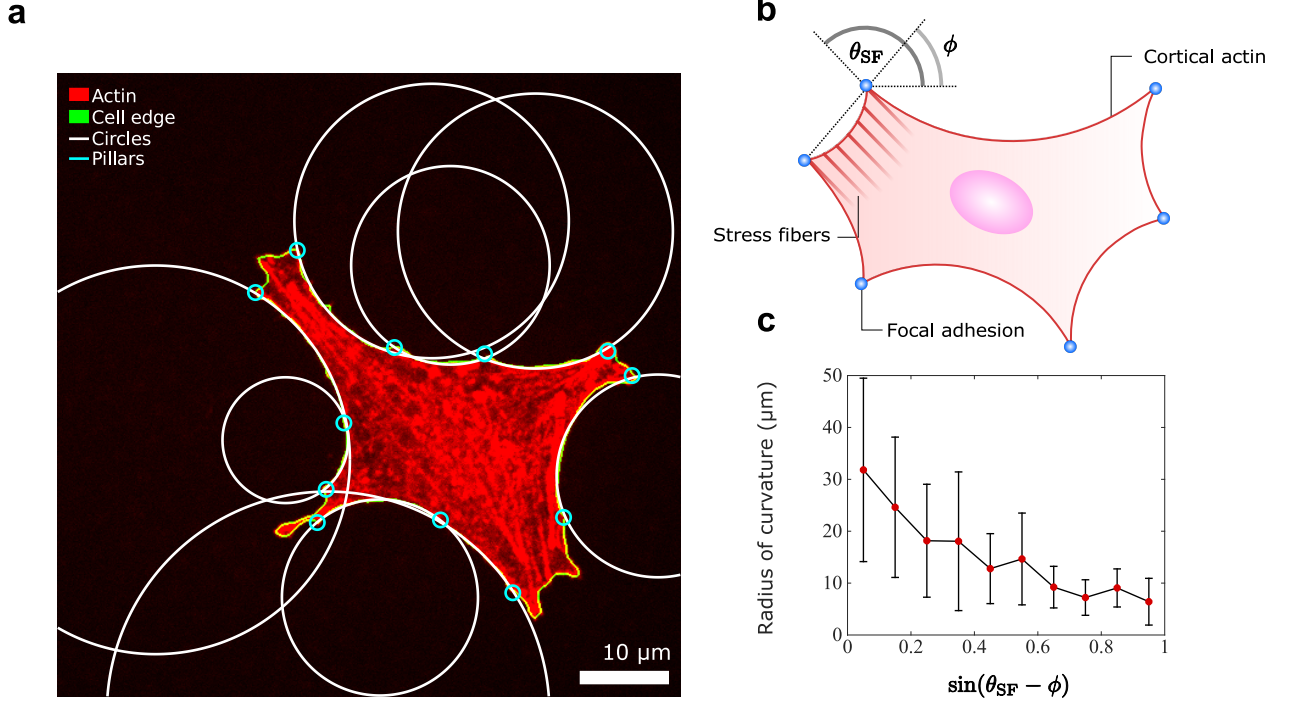 a
Actin
Cell edge
Circles
Pillars
10 µm
b
θSF
ϕ
Cortical actin
Stress fibers
Focal adhesion
c
Radius of curvature (µm)
50
40
30
20
10
0
0 0.2 0.4 0.6 0.8 1
sin(θSF − ϕ)